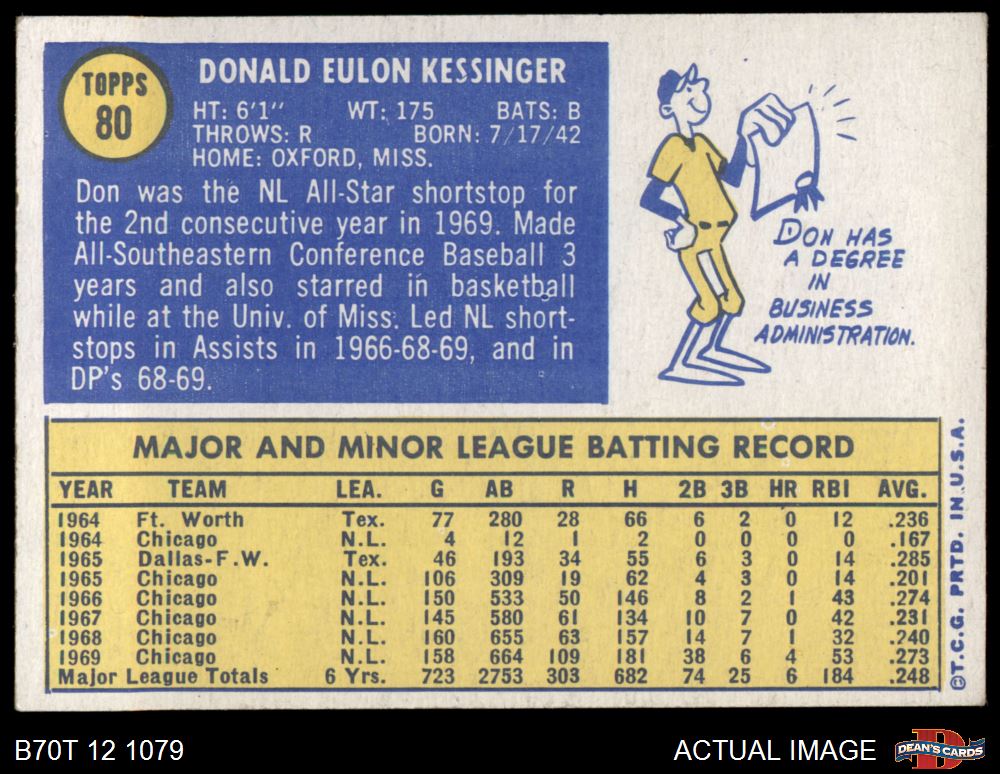 TOPPS
80
DONALD EULON KESSINGER
HT: 6'1" WT: 175 BATS: B
THROWS: R BORN: 7/17/42
HOME: OXFORD, MISS.
Don was the NL All-Star shortstop for
the 2nd consecutive year in 1969. Made
All-Southeastern Conference Baseball 3
years and also starred in basketball
while at the Univ. of Miss. Led NL short-
stops in Assists in 1966-68-69, and in
DP's 68-69.
DON HAS
A DEGREE
IN
BUSINESS
ADMINISTRATION.
MAJOR AND MINOR LEAGUE BATTING RECORD
YEAR TEAM LEA. G AB R H 2B 3B HR RBI AVG.
1964 Ft. Worth Tex. 77 280 28 66 6 2 0 12 .236
1964 Chicago N.L. 4 12 1 2 0 0 0 0 .167
1965 Dallas-F.W. Tex. 46 193 34 55 6 3 0 14 .285
1965 Chicago N.L. 106 309 19 62 4 3 0 14 .201
1966 Chicago N.L. 150 533 50 146 8 2 1 43 .274
1967 Chicago N.L. 145 580 61 134 10 7 0 42 .231
1968 Chicago N.L. 160 655 63 157 14 7 1 32 .240
1969 Chicago N.L. 158 664 109 181 38 6 4 53 .273
Major League Totals 6 Yrs. 723 2753 303 682 74 25 6 184 .248
©T.C.G. PRTD. IN U.S.A.
B70T 12 1079
ACTUAL IMAGE
DEAN'S CARDS